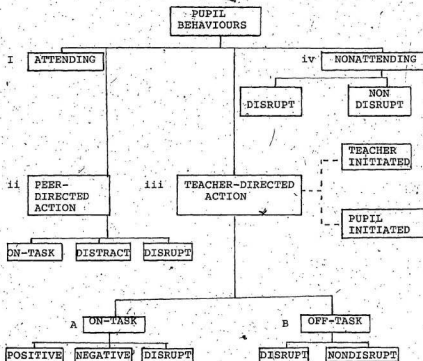 PUPIL
BEHAVIOURS
I ATTENDING
iv NONATTENDING
DISRUPT
NON
DISRUPT
TEACHER
INITIATED
ii PEER-
DIRECTED
ACTION
iii TEACHER-DIRECTED
ACTION
PUPIL
INITIATED
ON-TASK DISTRACT DISRUPT
A ON-TASK
B OFF-TASK
POSITIVE NEGATIVE DISRUPT
DISRUPT NONDISRUPT